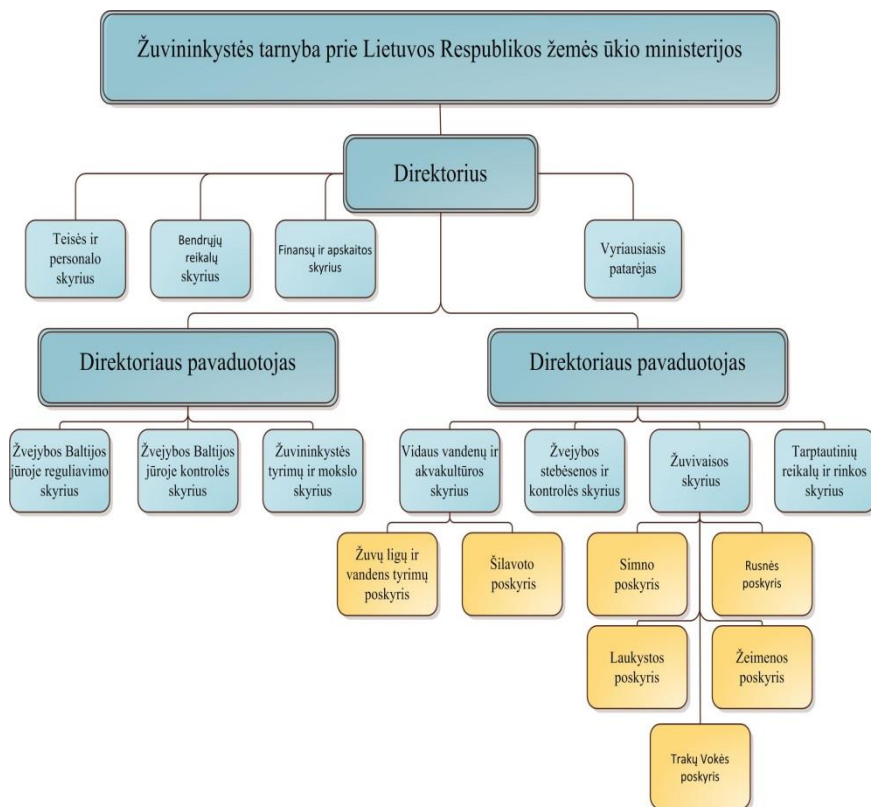 Žuvininkystės tarnyba prie Lietuvos Respublikos žemės ūkio ministerijos
Direktorius
Teisės ir
personalo
skyrius
Bendrųjų
reikalų
skyrius
Finansų ir apskaitos
skyrius
Vyriausiasis
patarėjas
Direktoriaus pavaduotojas
Direktoriaus pavaduotojas
Žvejybos Baltijos
jūroje reguliavimo
skyrius
Žvejybos Baltijos
jūroje kontrolės
skyrius
Žuvininkystės
tyrimų ir mokslo
skyrius
Vidaus vandenų ir
akvakultūros
skyrius
Žvejybos
stebėsenos ir
kontrolės skyrius
Žuvivaisos
skyrius
Tarptautinių
reikalų ir rinkos
skyrius
Žuvų ligų ir
vandens tyrimų
poskyris
Šilavoto
poskyris
Simno
poskyris
Rusnės
poskyris
Laukystos
poskyris
Žeimenos
poskyris
Trakų Vokės
poskyris